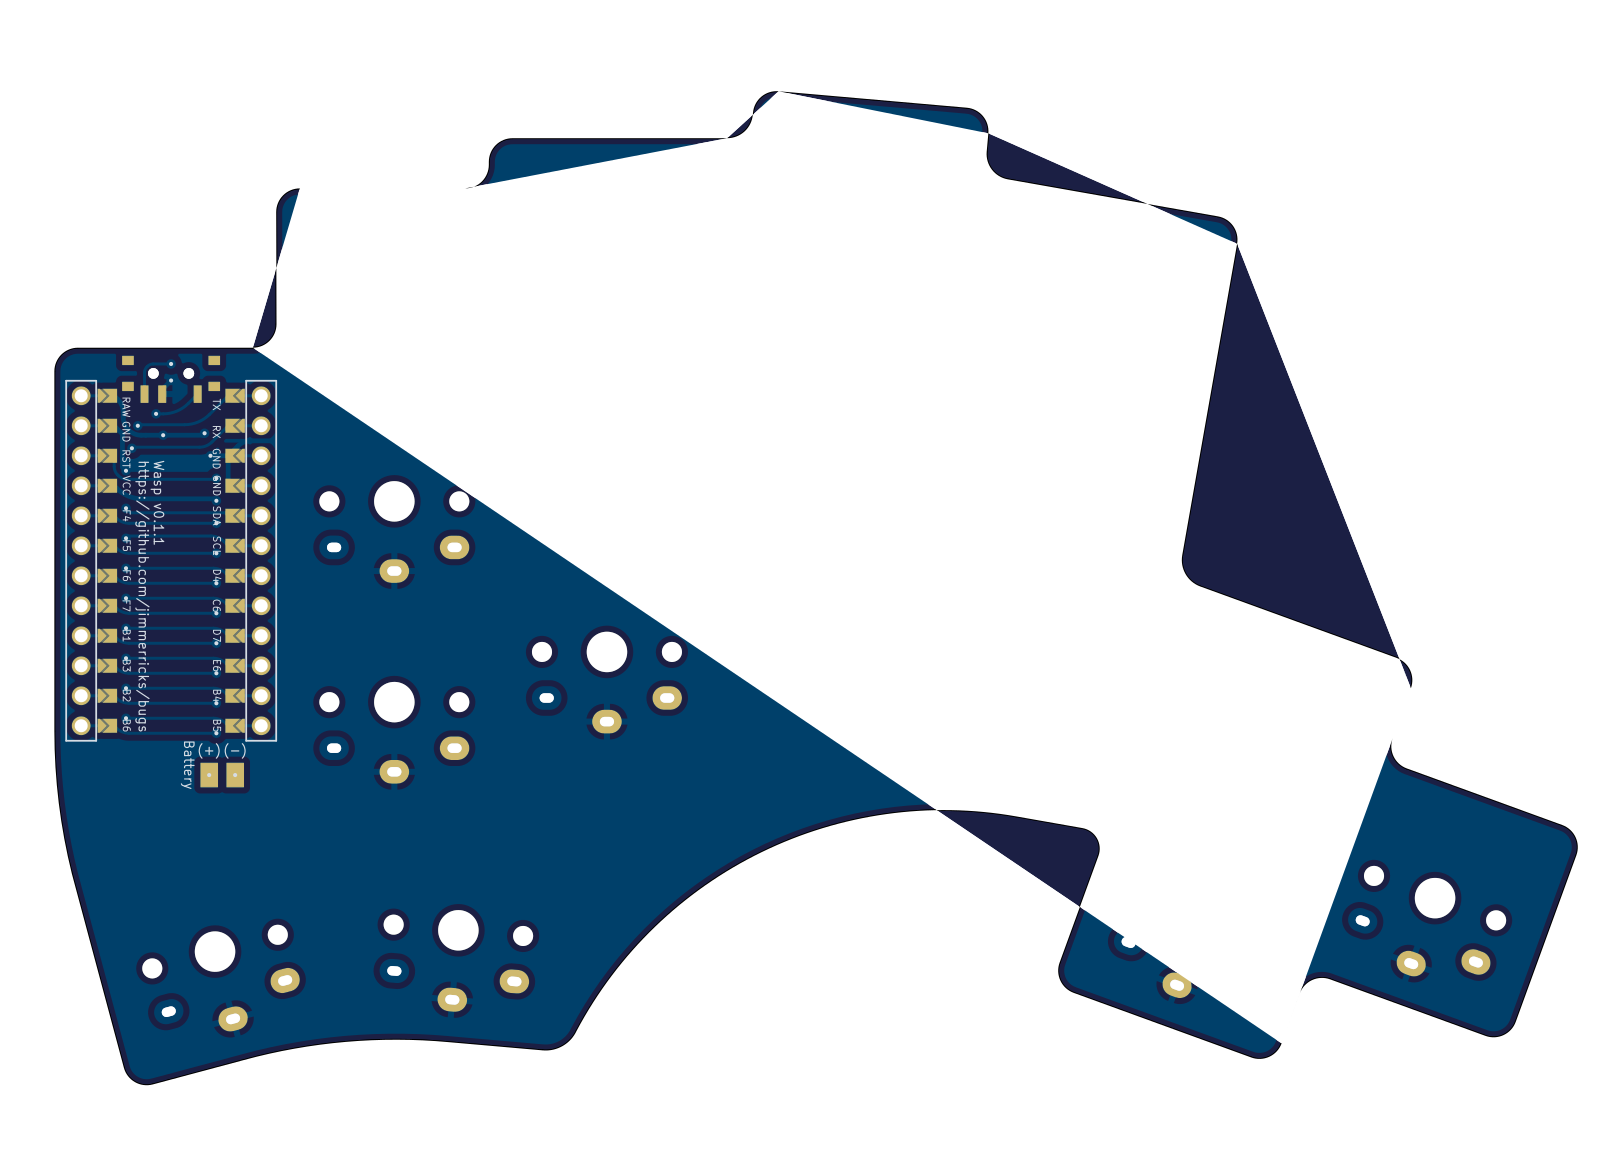 RAW
GND
RST
VCC
F4
F5
F6
F7
B1
B3
B2
B6
Wasp v0.1.1
https://github.com/jimmerricks/bugs
TX
RX
GND
GND
SDA
SCL
D4
C6
D7
E6
B4
B5
Battery
(+)(-)